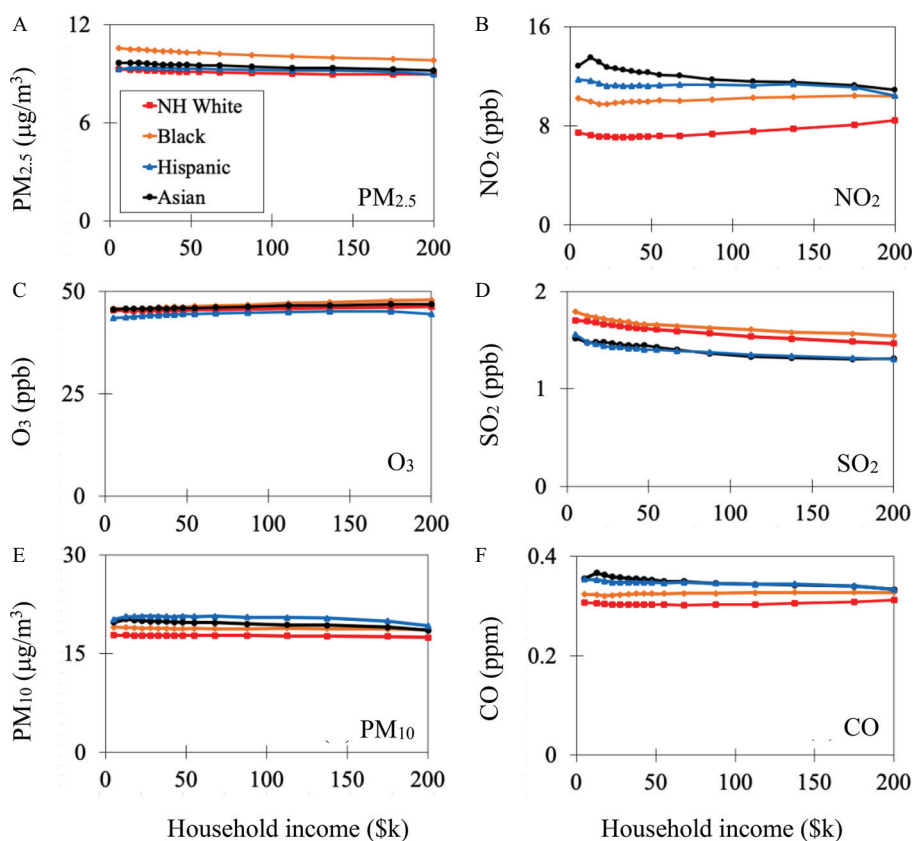 A
PM2.5 (μg/m³)
12
9
6
3
0
NH White
Black
Hispanic
Asian
PM2.5
0 50 100 150 200
B
NO2 (ppb)
16
12
8
4
0
NO2
0 50 100 150 200
C
O3 (ppb)
50
25
0
O3
0 50 100 150 200
D
SO2 (ppb)
2
1
0
SO2
0 50 100 150 200
E
PM10 (μg/m³)
30
15
0
PM10
0 50 100 150 200
Household income ($k)
F
CO (ppm)
0.4
0.2
0
CO
0 50 100 150 200
Household income ($k)